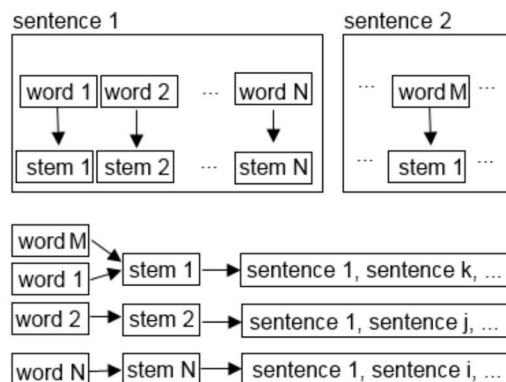 sentence 1 sentence 2
word 1 word 2 ... word N ... word M ...
stem 1 stem 2 ... stem N ... stem 1 ...
word M
word 1
stem 1
sentence 1, sentence k, ...
word 2 stem 2 sentence 1, sentence j, ...
word N stem N sentence 1, sentence i, ...